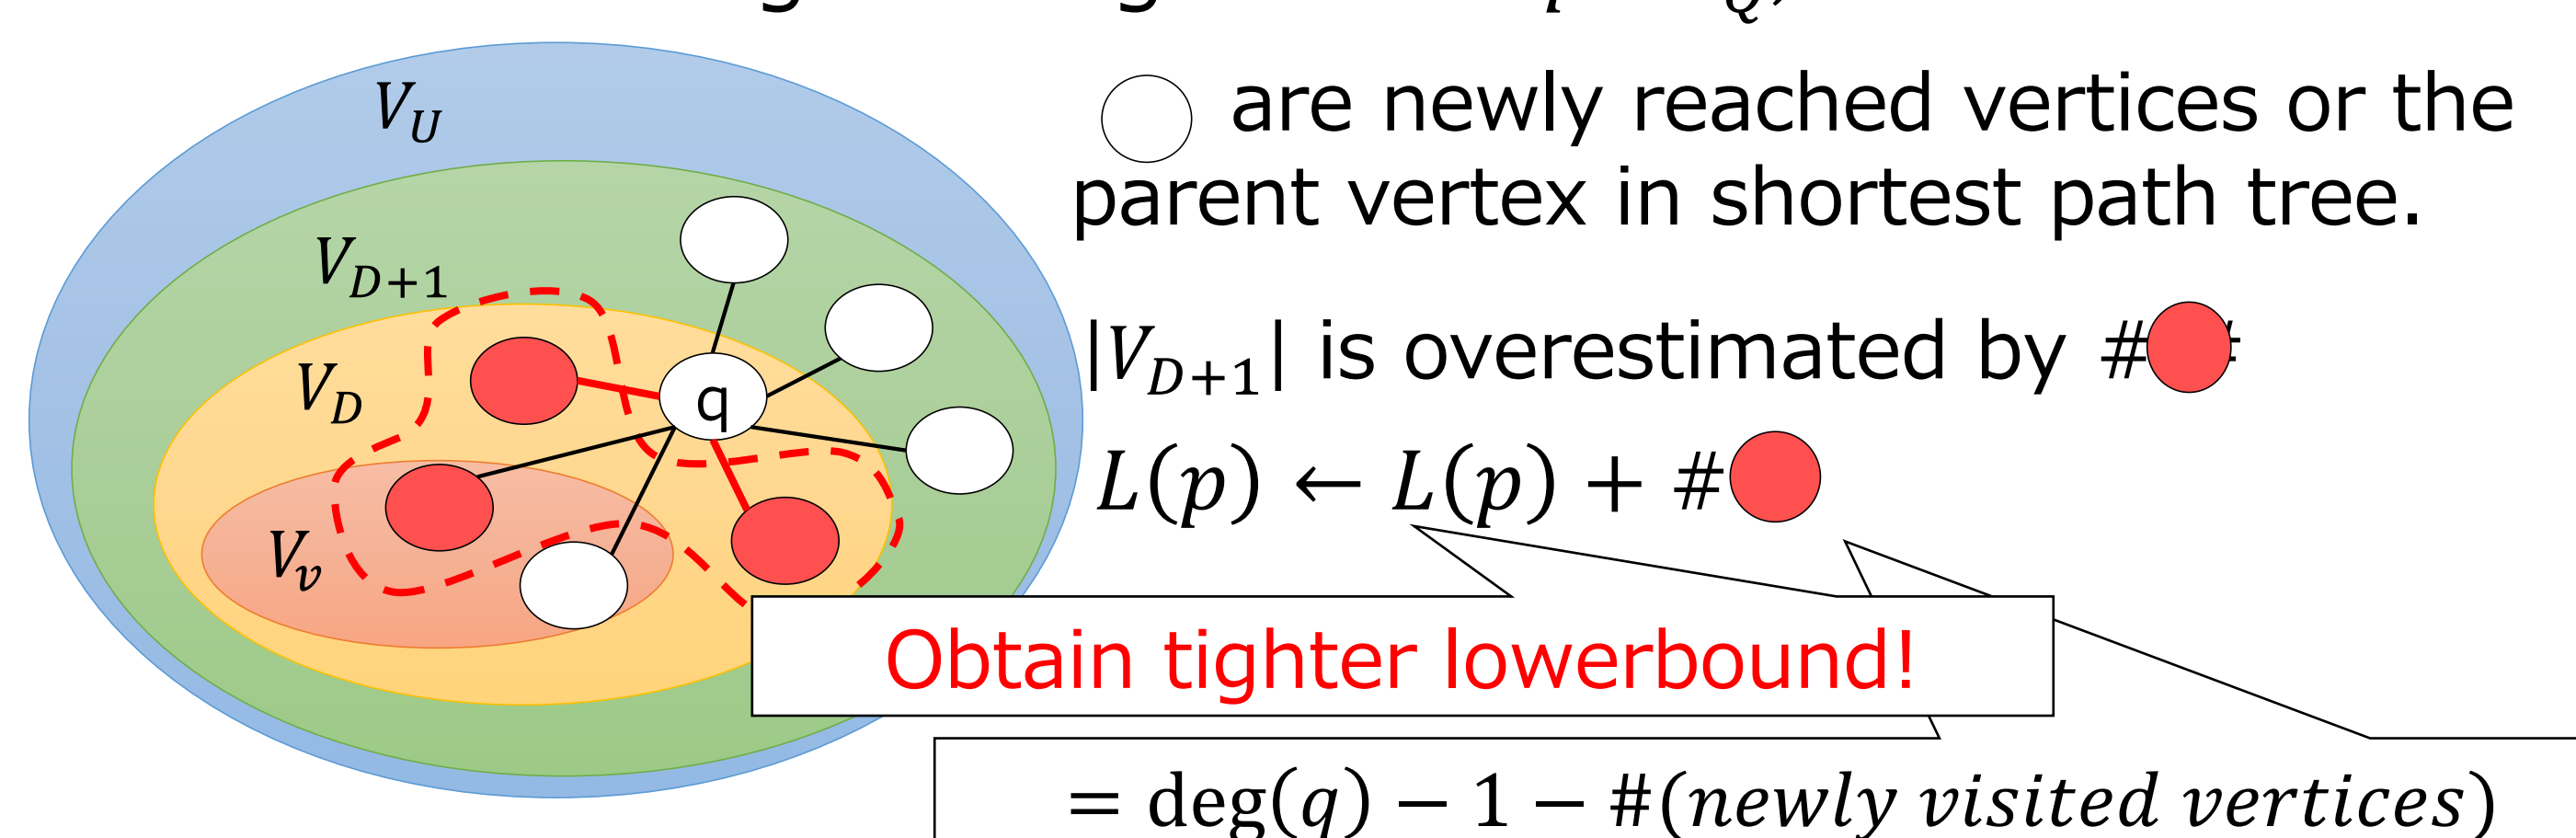 V_U
V_{D+1}
V_D
V_v
q
are newly reached vertices or the
parent vertex in shortest path tree.
|V_{D+1}| is overestimated by #
L(p) ← L(p) + #
Obtain tighter lowerbound!
= deg(q) − 1 − #(newly visited vertices)